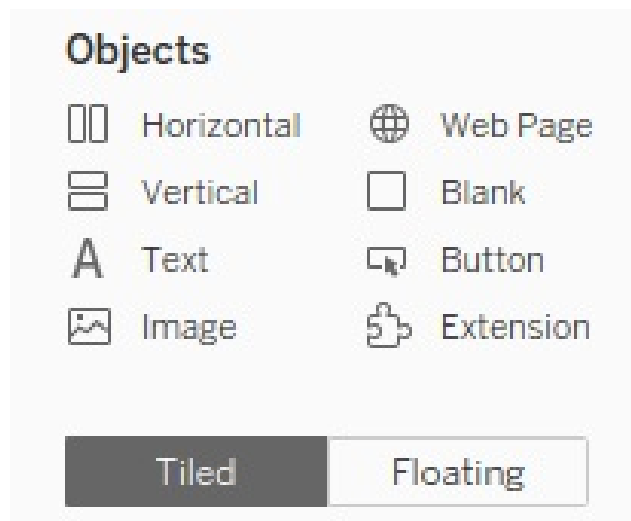 Objects
Horizontal
Web Page
Vertical
Blank
Text
Button
Image
Extension
Tiled
Floating